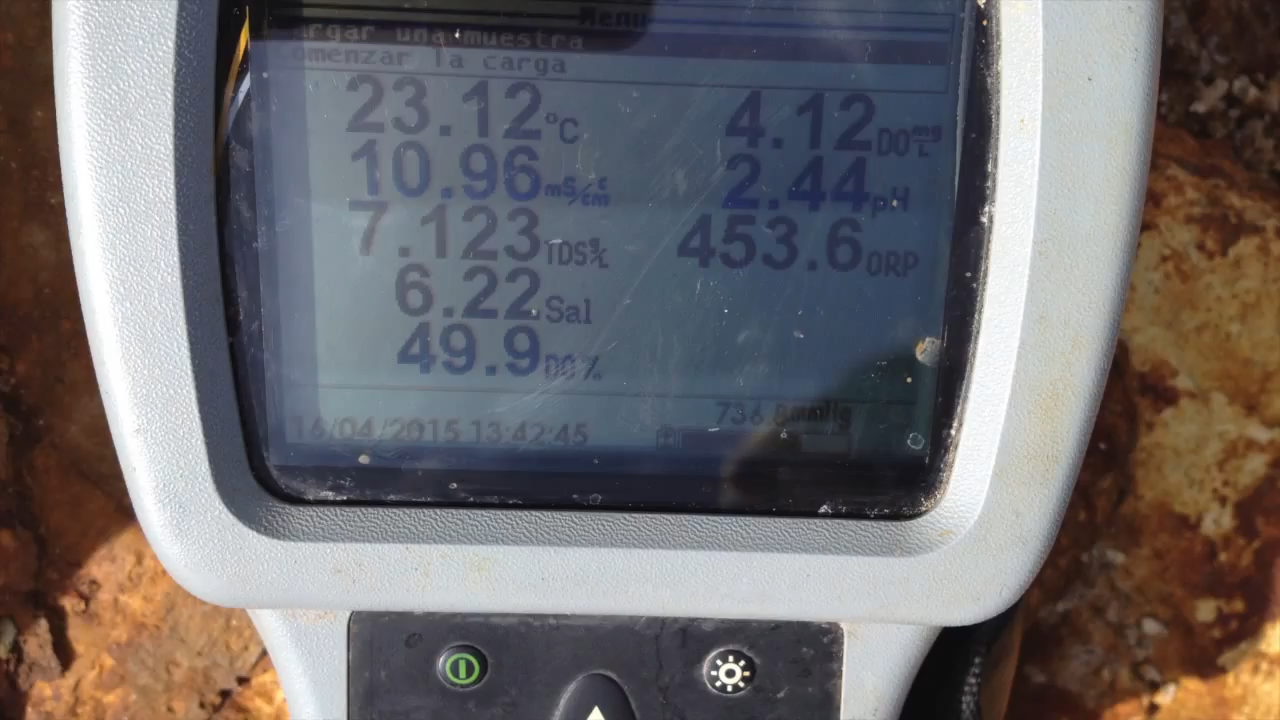 Menu
argar una muestra
omenzar la carga
23.12 °C 4.12 DO mg/L
10.96 mS/cm c 2.44 pH
7.123 TDS g/L 453.6 ORP
6.22 Sal
49.9 DO %
16/04/2015 13:42:45 736.0mmHg